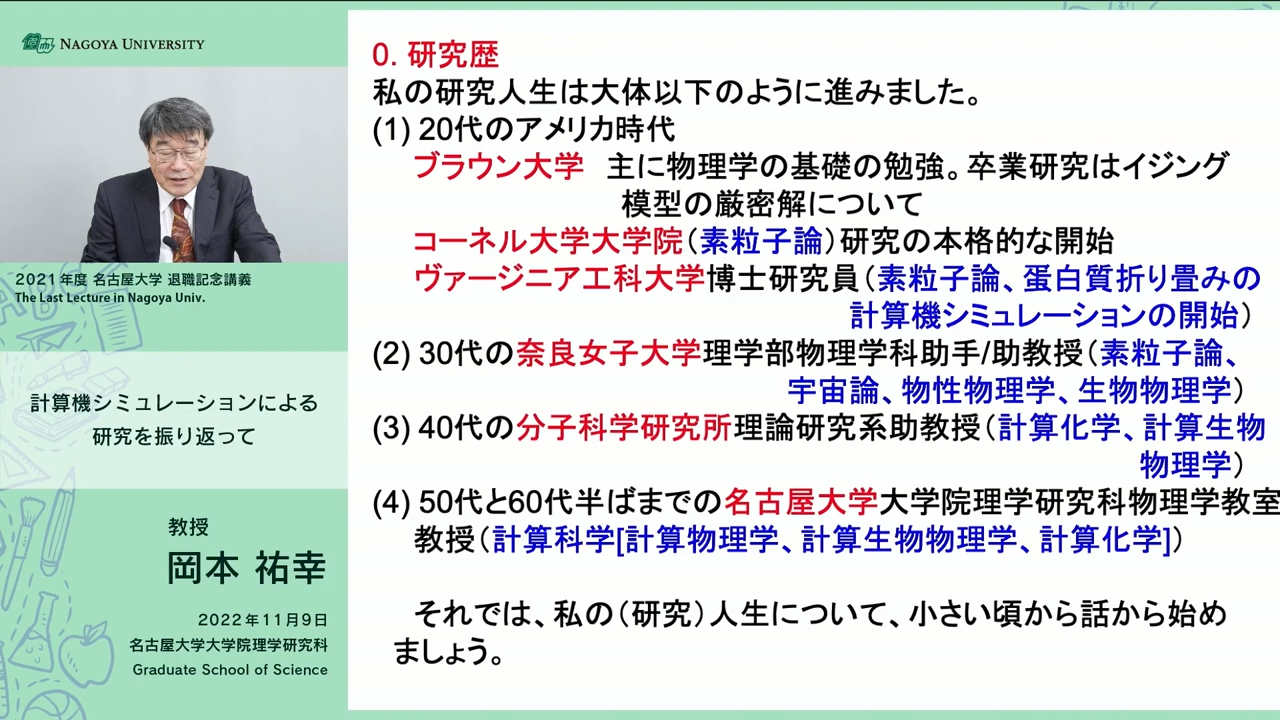 NAGOYA UNIVERSITY
2021年度 名古屋大学 退職記念講義
The Last Lecture in Nagoya Univ.
計算機シミュレーションによる
研究を振り返って
教授
岡本 祐幸
2022年11月9日
名古屋大学大学院理学研究科
Graduate School of Science
0. 研究歴
私の研究人生は大体以下のように進みました。
(1) 20代のアメリカ時代
ブラウン大学 主に物理学の基礎の勉強。卒業研究はイジング
模型の厳密解について
コーネル大学大学院(素粒子論)研究の本格的な開始
ヴァージニア工科大学博士研究員(素粒子論、蛋白質折り畳みの
計算機シミュレーションの開始)
(2) 30代の奈良女子大学理学部物理学科助手/助教授(素粒子論、
宇宙論、物性物理学、生物物理学)
(3) 40代の分子科学研究所理論研究系助教授(計算化学、計算生物
物理学)
(4) 50代と60代半ばまでの名古屋大学大学院理学研究科物理学教室
教授(計算科学[計算物理学、計算生物物理学、計算化学])
それでは、私の(研究)人生について、小さい頃から話から始め
ましょう。